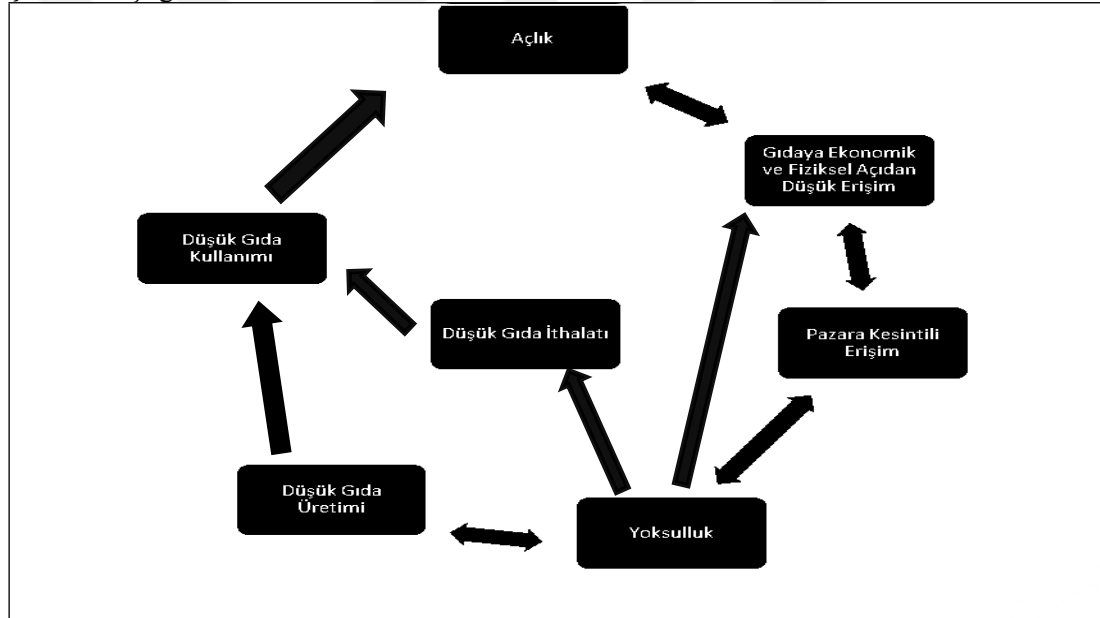 Açlık
Gıdaya Ekonomik
ve Fiziksel Açıdan
Düşük Erişim
Düşük Gıda
Kullanımı
Düşük Gıda İthalatı
Pazara Kesintili
Erişim
Düşük Gıda
Üretimi
Yoksulluk